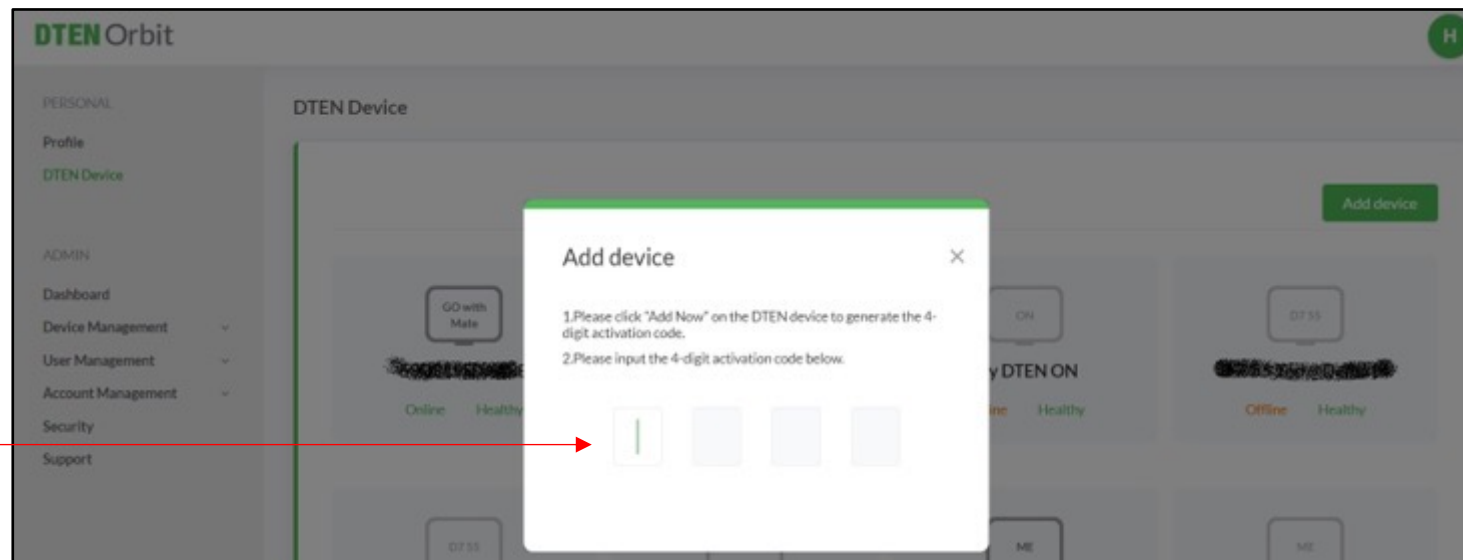 DTEN Orbit
H
PERSONAL
Profile
DTEN Device
ADMIN
Dashboard
Device Management
User Management
Account Management
Security
Support
DTEN Device
Add device
GO with
Mate
Online Healthy
ON
y DTEN ON
ine Healthy
D7 55
Offline Healthy
D7 55
ME
ME
Add device
1.Please click "Add Now" on the DTEN device to generate the 4-
digit activation code.
2.Please input the 4-digit activation code below.